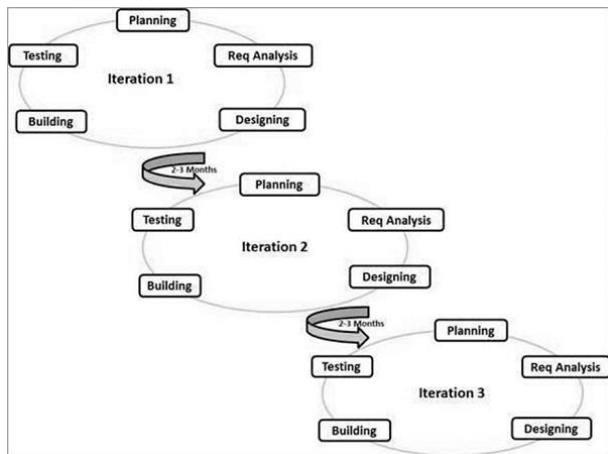 Planning
Testing
Req Analysis
Iteration 1
Building
Designing
2-3 Months
Planning
Testing
Req Analysis
Iteration 2
Building
Designing
2-3 Months
Planning
Testing
Req Analysis
Iteration 3
Building
Designing